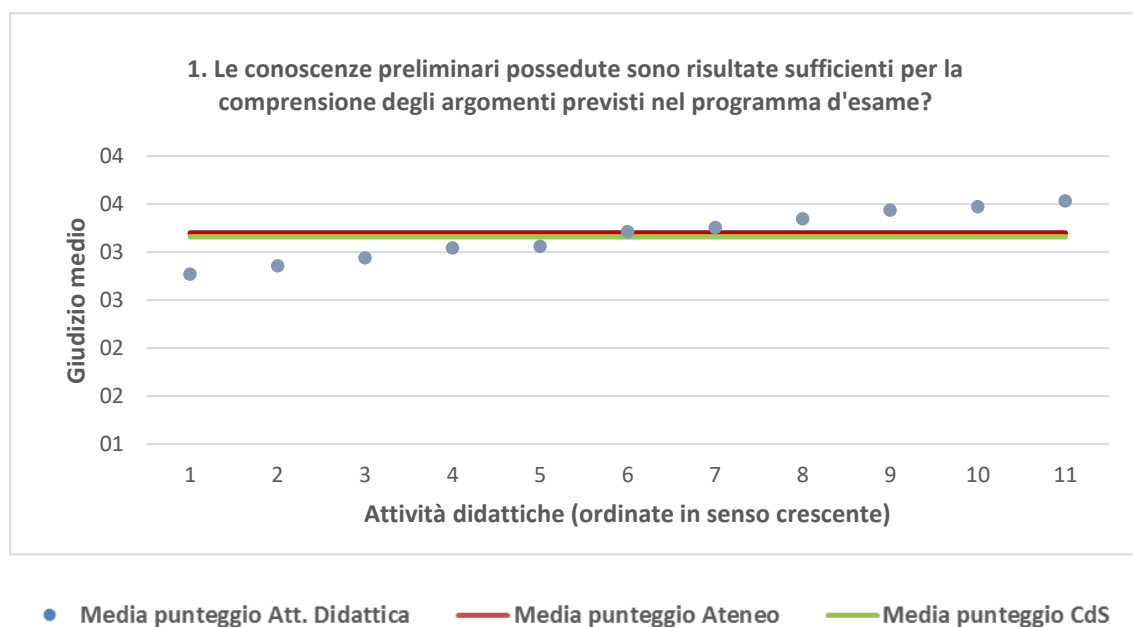 1. Le conoscenze preliminari possedute sono risultate sufficienti per la
comprensione degli argomenti previsti nel programma d'esame?
04
04
03
03
02
02
01
Giudizio medio
1 2 3 4 5 6 7 8 9 10 11
Attività didattiche (ordinate in senso crescente)
Media punteggio Att. Didattica Media punteggio Ateneo Media punteggio CdS